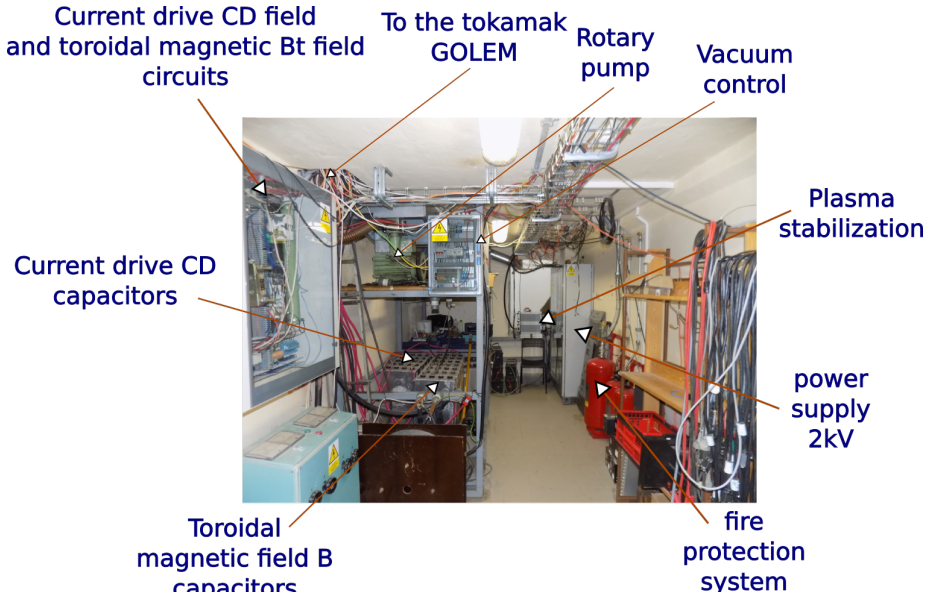 Current drive CD field
and toroidal magnetic Bt field
circuits
To the tokamak
GOLEM
Rotary
pump
Vacuum
control
Plasma
stabilization
Current drive CD
capacitors
power
supply
2kV
Toroidal
magnetic field B
capacitors
fire
protection
system